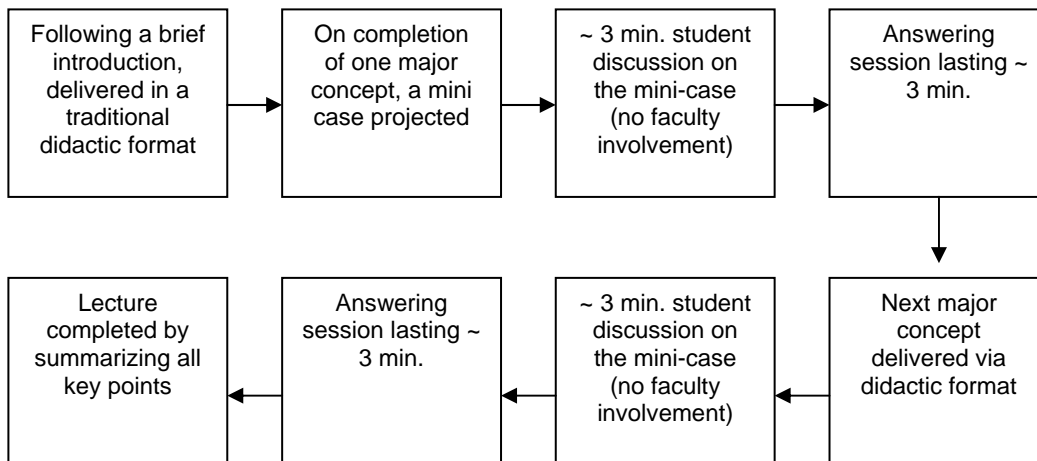 Following a brief
introduction,
delivered in a
traditional
didactic format
On completion
of one major
concept, a mini
case projected
~ 3 min. student
discussion on
the mini-case
(no faculty
involvement)
Answering
session lasting ~
3 min.
Next major
concept
delivered via
didactic format
~ 3 min. student
discussion on
the mini-case
(no faculty
involvement)
Answering
session lasting ~
3 min.
Lecture
completed by
summarizing all
key points